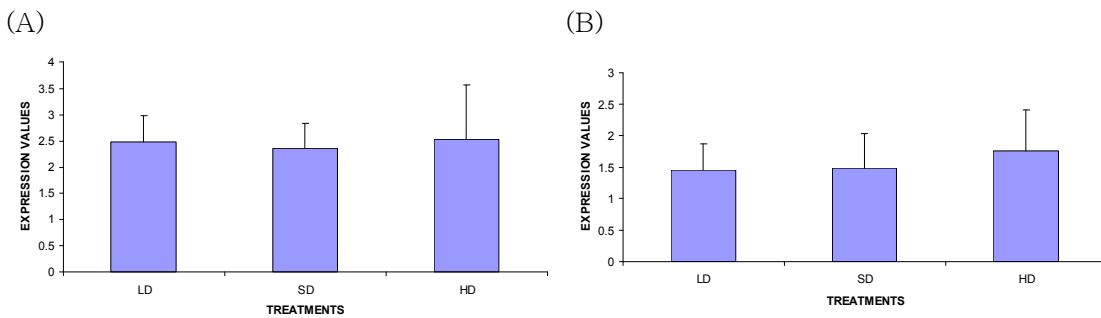 (A)
EXPRESSION VALUES
4
3.5
3
2.5
2
1.5
1
0.5
0
LD SD HD
TREATMENTS
(B)
EXPRESSION VALUES
3
2.5
2
1.5
1
0.5
0
LD SD HD
TREATMENTS